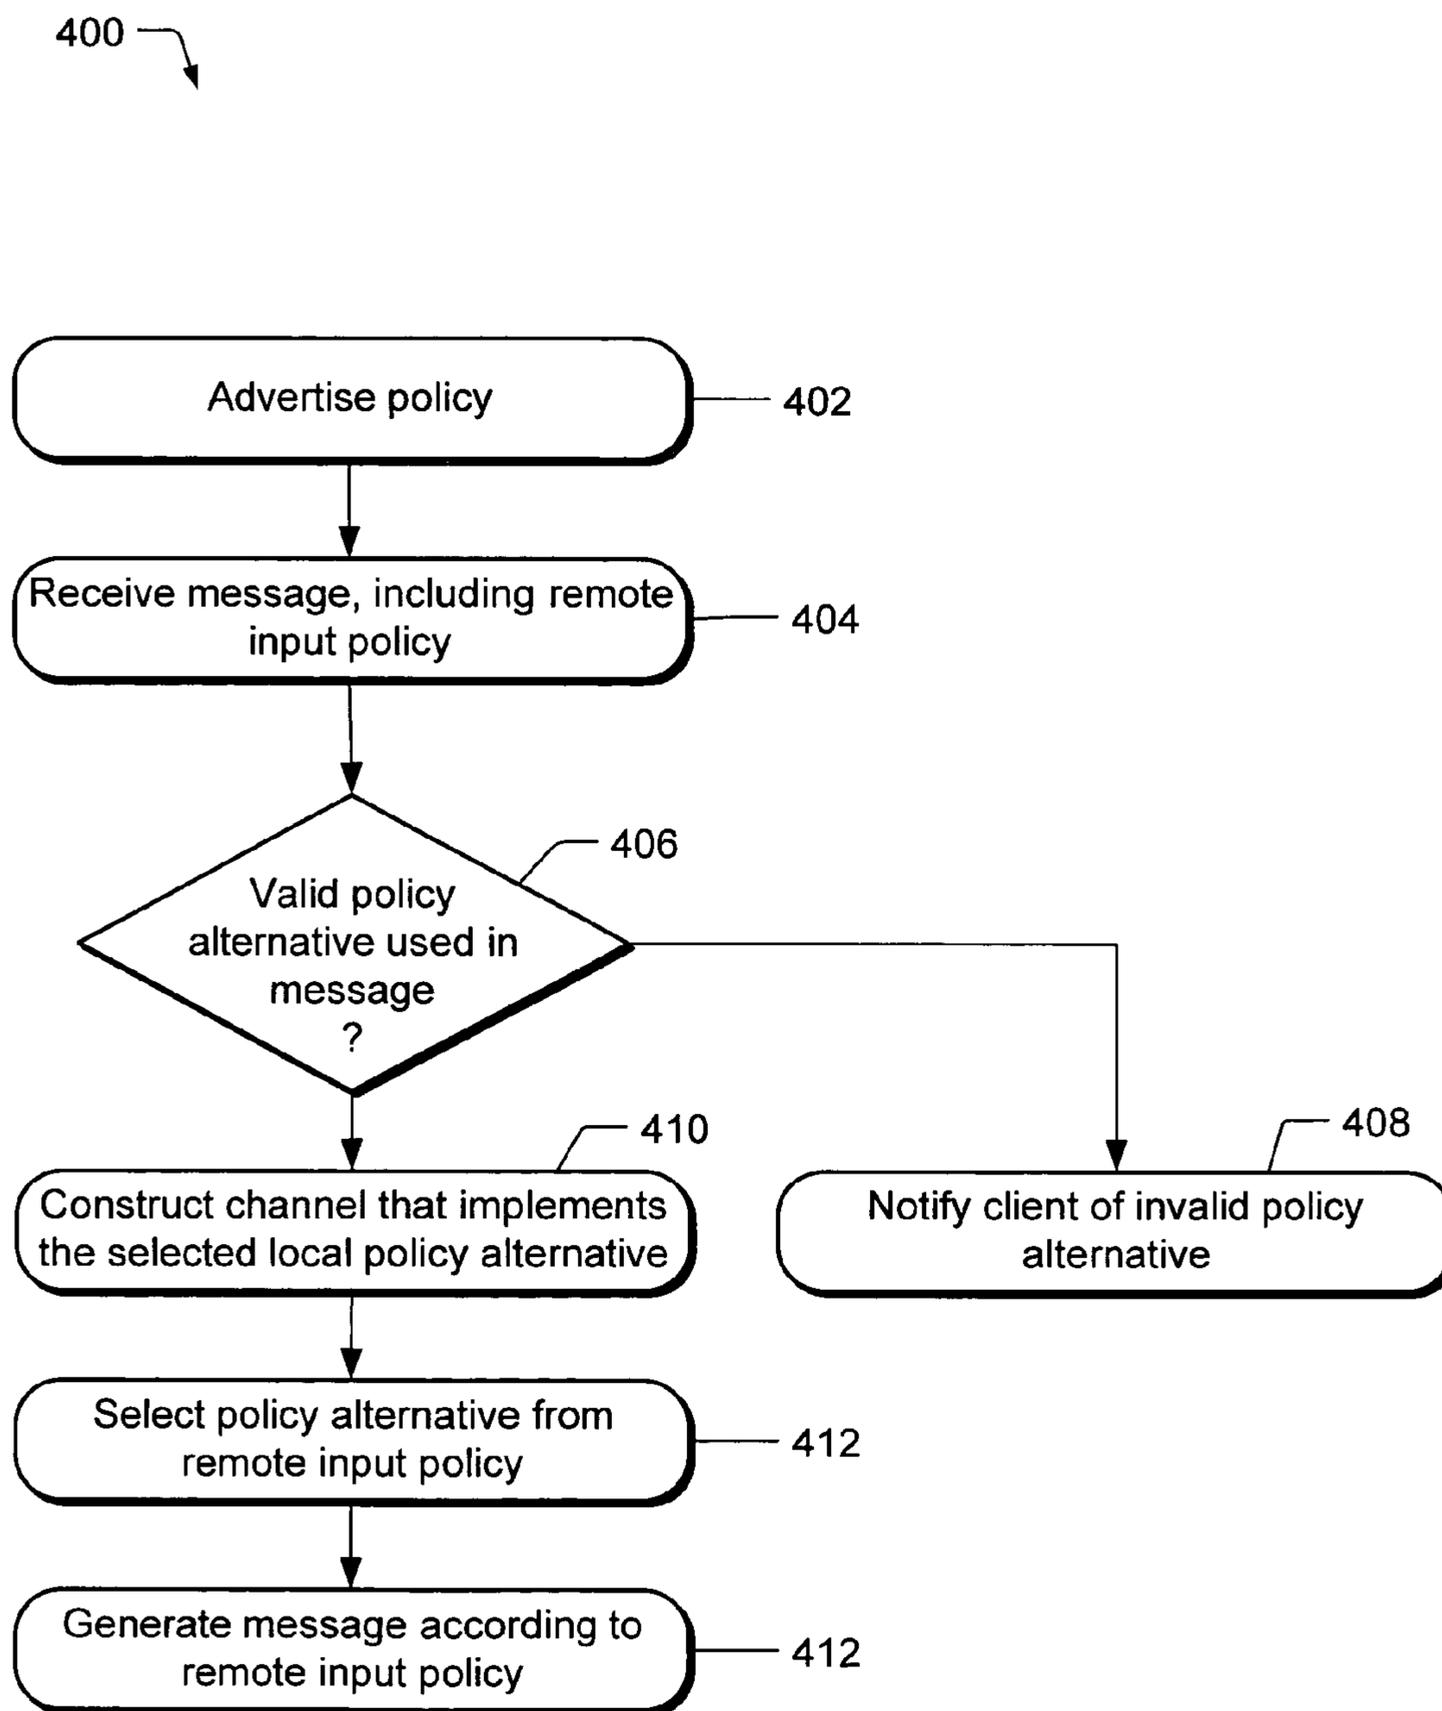 400
Advertise policy
402
Receive message, including remote
input policy
404
Valid policy
alternative used in
message
?
406
410
408
Construct channel that implements
the selected local policy alternative
Notify client of invalid policy
alternative
Select policy alternative from
remote input policy
412
Generate message according to
remote input policy
412